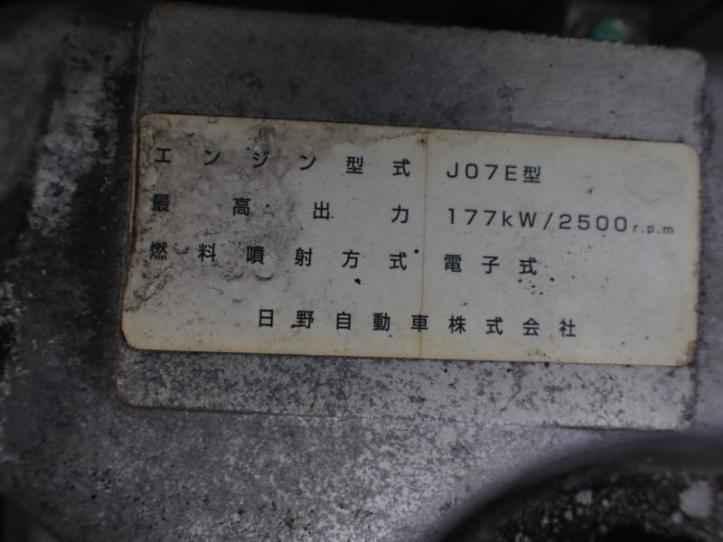 エンジン型式 J07E型
最高出力 177kW/2500r.p.m
燃料噴射方式 電子式
日野自動車株式会社